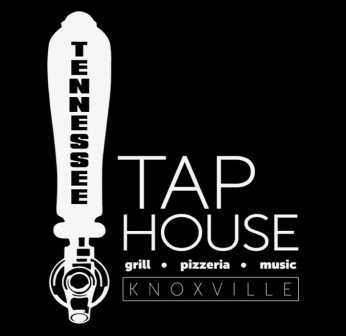 TENNESSEE
TAP
HOUSE
grill • pizzeria • music
KNOXVILLE